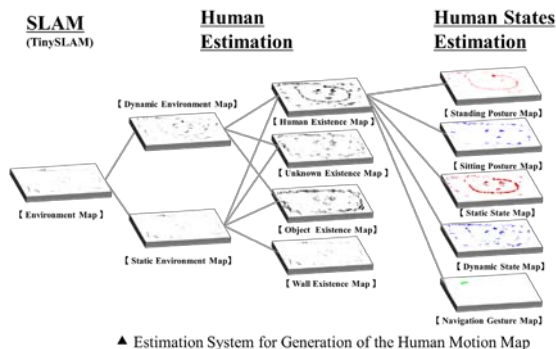 SLAM
(TinySLAM)
Human
Estimation
Human States
Estimation
【 Dynamic Environment Map】
【 Environment Map 】
【 Static Environment Map】
【 Human Existence Map 】
【 Unknown Existence Map 】
【 Object Existence Map 】
【 Wall Existence Map 】
【 Standing Posture Map】
【 Sitting Posture Map】
【 Static State Map】
【 Dynamic State Map】
【 Navigation Gesture Map】
▲ Estimation System for Generation of the Human Motion Map